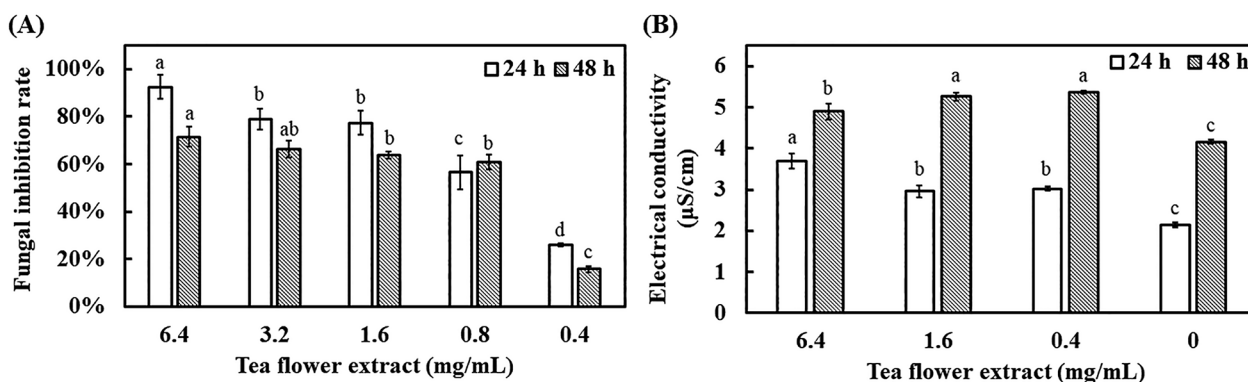 (A)
Fungal inhibition rate
100%
80%
60%
40%
20%
0%
24 h 48 h
a a b ab b b c b d c
6.4 3.2 1.6 0.8 0.4
Tea flower extract (mg/mL)
(B)
Electrical conductivity
(μS/cm)
6
5
4
3
2
1
0
24 h 48 h
a b b a b a c c
6.4 1.6 0.4 0
Tea flower extract (mg/mL)